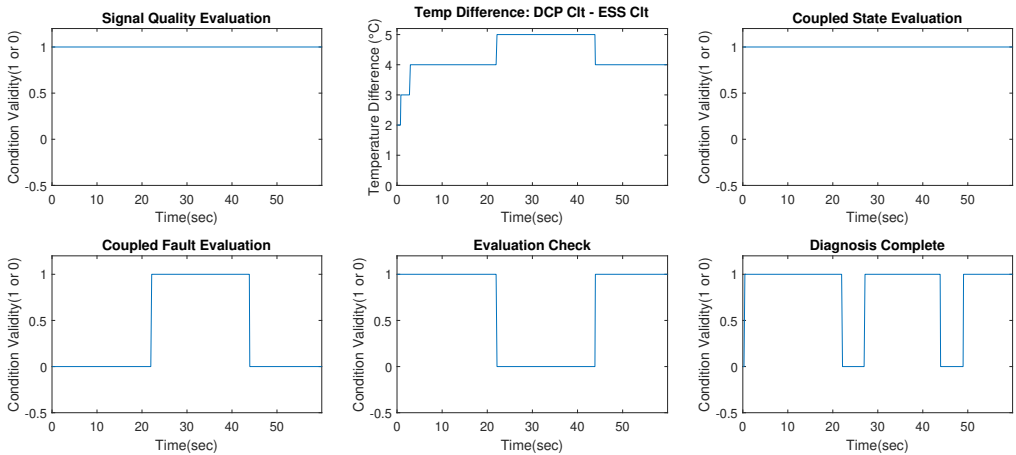 Signal Quality Evaluation
Condition Validity(1 or 0)
1
0.5
0
-0.5
0 10 20 30 40 50
Time(sec)
Temp Difference: DCP Clt - ESS Clt
Temperature Difference (°C)
5
4
3
2
1
0
0 10 20 30 40 50
Time(sec)
Coupled State Evaluation
Condition Validity(1 or 0)
1
0.5
0
-0.5
0 10 20 30 40 50
Time(sec)
Coupled Fault Evaluation
Condition Validity(1 or 0)
1
0.5
0
-0.5
0 10 20 30 40 50
Time(sec)
Evaluation Check
Condition Validity(1 or 0)
1
0.5
0
-0.5
0 10 20 30 40 50
Time(sec)
Diagnosis Complete
Condition Validity(1 or 0)
1
0.5
0
-0.5
0 10 20 30 40 50
Time(sec)